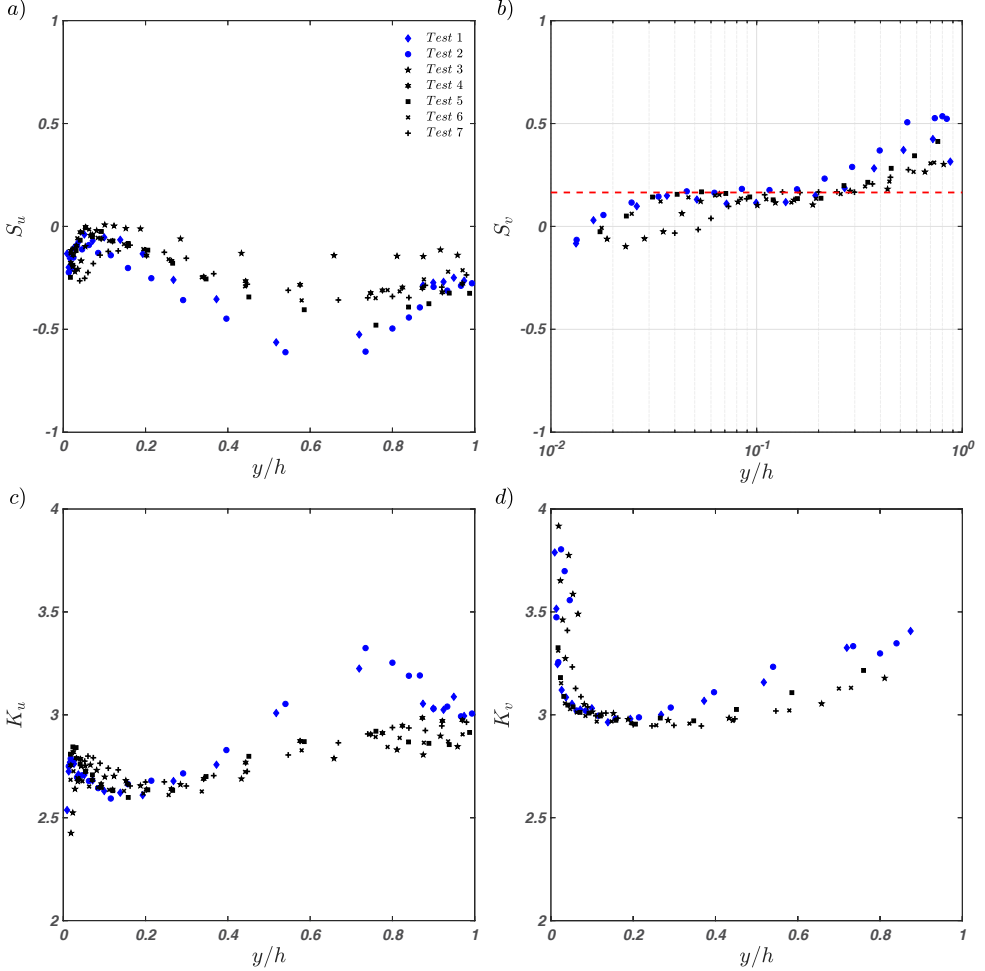 a)
1
0.5
0
-0.5
-1
S_u
0 0.2 0.4 0.6 0.8 1
y/h
Test 1
Test 2
Test 3
Test 4
Test 5
Test 6
Test 7
b)
1
0.5
0
-0.5
-1
S_v
10^-2 10^-1 10^0
y/h
c)
4
3.5
3
2.5
2
K_u
0 0.2 0.4 0.6 0.8 1
y/h
d)
4
3.5
3
2.5
2
K_v
0 0.2 0.4 0.6 0.8 1
y/h